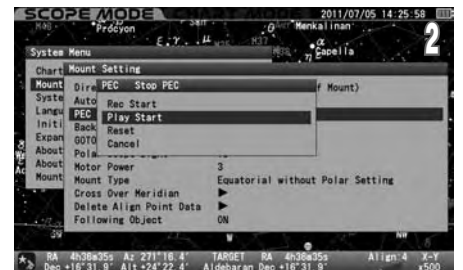 SCOPE MODE CHART MODE 2011/07/05 14:25:58
2
Procyon Menkalinan
α
Capella
System Menu
Chart Mount Setting
Mount Dire PEC Stop PEC f Mount)
Syste Auto Rec Start
Langu PEC Play Start
Initi Back Reset
Expan GOTO Cancel
About Pola
About Motor Power 3
Mount Mount Type Equatorial without Polar Setting
Cross Over Meridian ▶
Delete Align Point Data ▶
Following Object ON
W NW
RA 4h36m35s Az 271°16.4' TARGET RA 4h36m35s Align:4 X-Y
Dec +16°31.9' Alt +24°22.4' Aldebaran Dec +16°31.9' x500